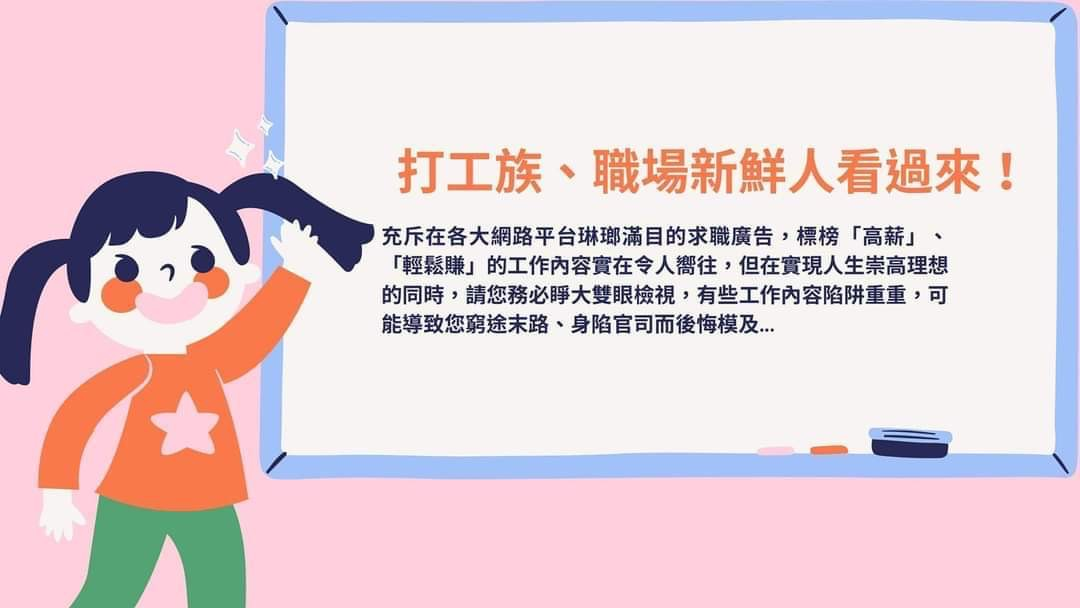 打工族、職場新鮮人看過來！
充斥在各大網路平台琳瑯滿目的求職廣告，標榜「高薪」、
「輕鬆賺」的工作內容實在令人嚮往，但在實現人生崇高理想
的同時，請您務必睜大雙眼檢視，有些工作內容陷阱重重，可
能導致您窮途末路、身陷官司而後悔模及...